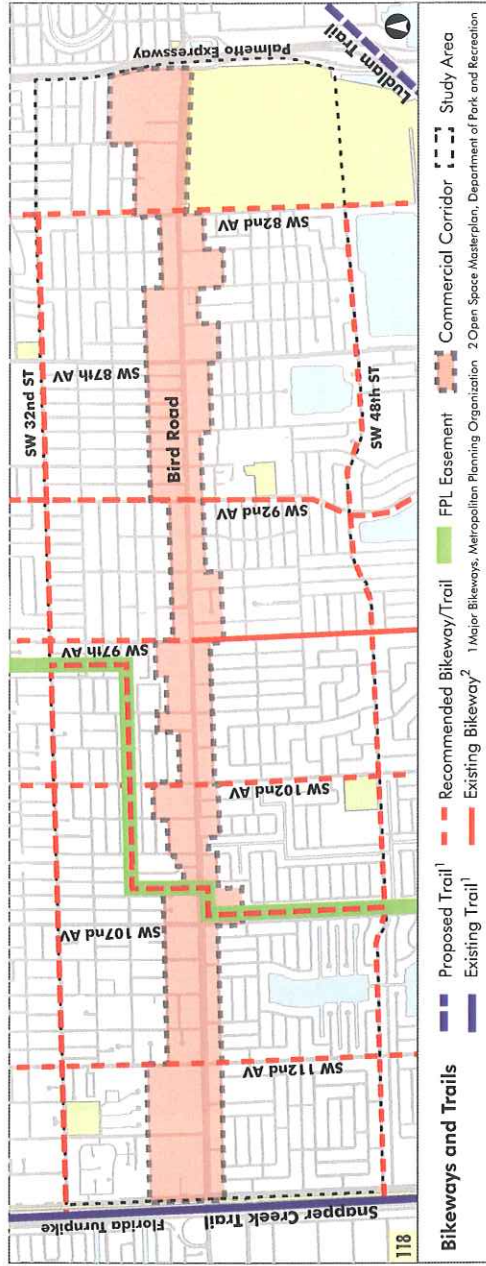 SW 32nd ST
SW 87th AV
SW 97th AV
SW 107nd AV
Bird Road
SW 82nd AV
SW 92nd AV
SW 102nd AV
SW 112nd AV
SW 48th ST
Florida Turnpike
Snapper Creek Trail
Palmetto Expressway
Ludlam Trail
118
Bikeways and Trails
Proposed Trail¹
Existing Trail¹
Recommended Bikeway/Trail
Existing Bikeway²
FPL Easement
Commercial Corridor
Study Area
1 Major Bikeways, Metropolitan Planning Organization 2 Open Space Masterplan, Department of Park and Recreation